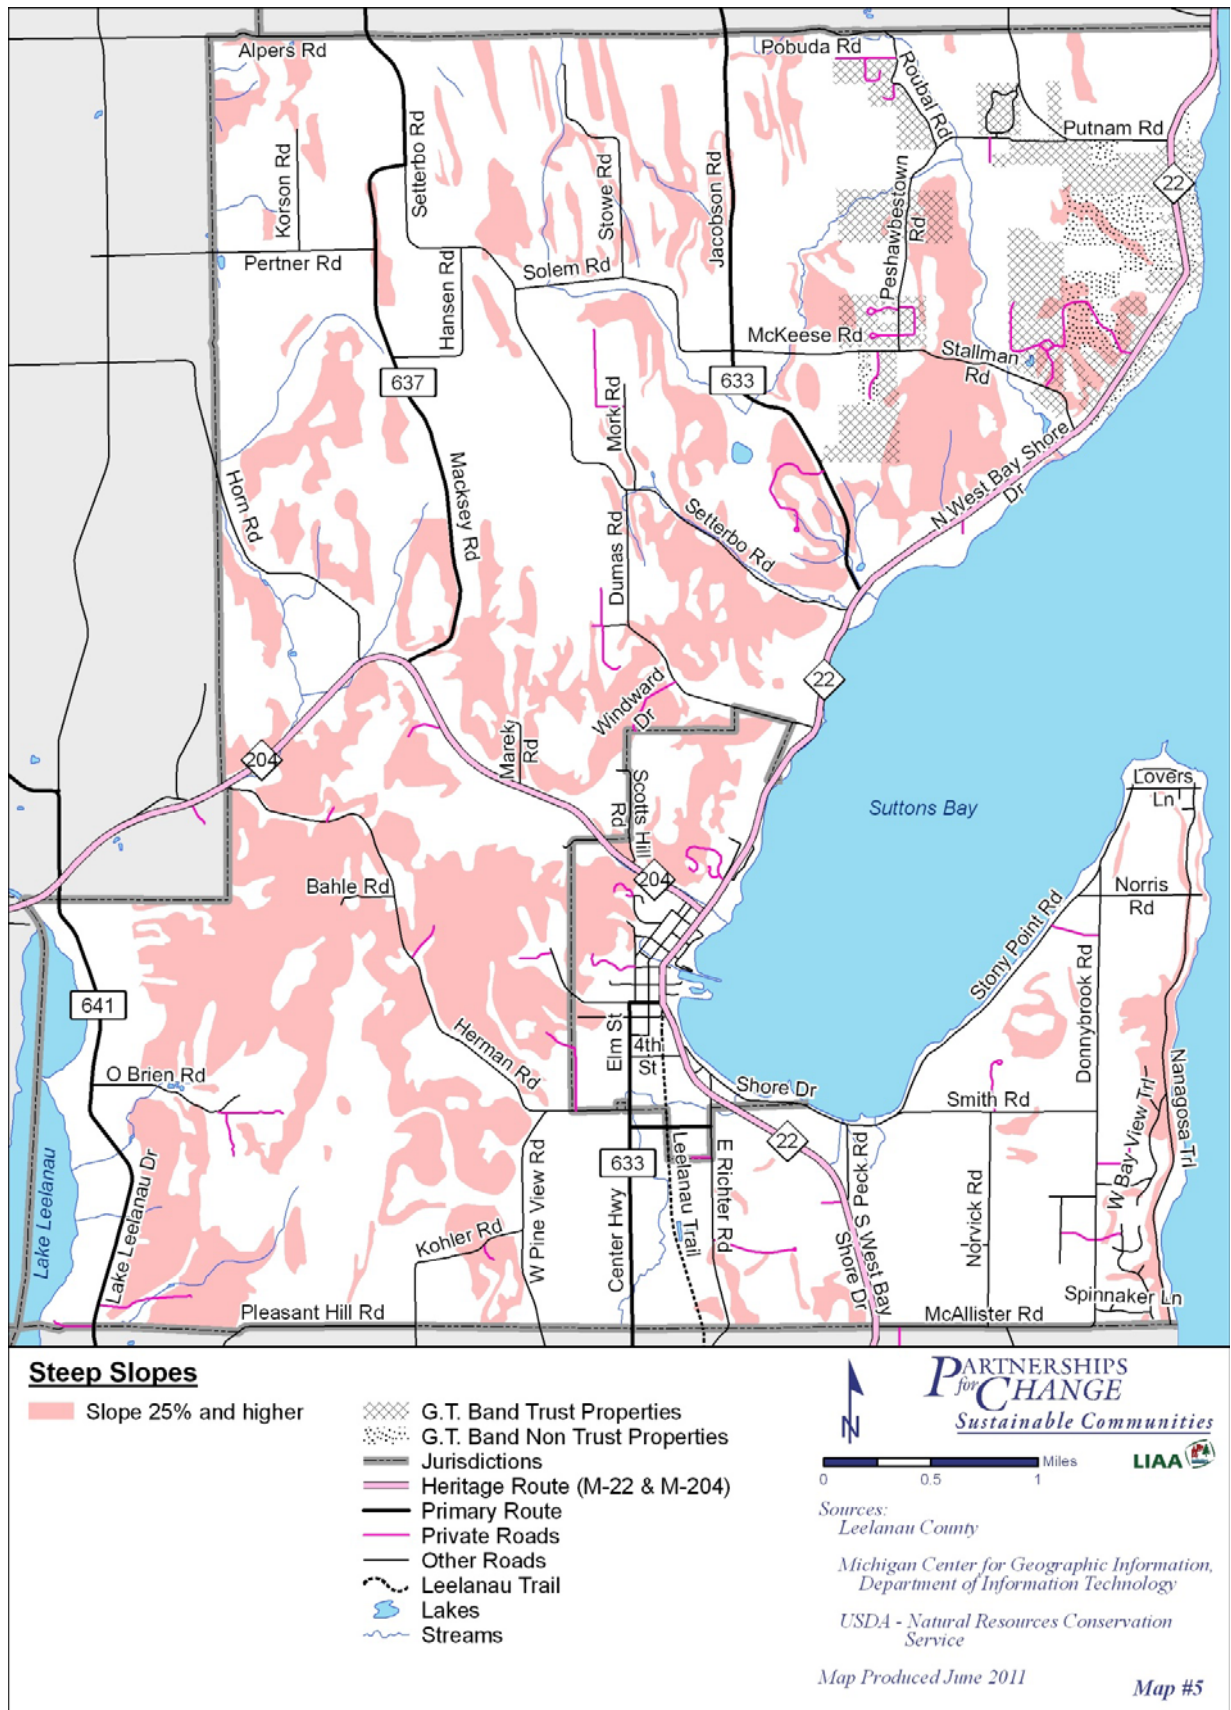 Alpers Rd
Pobuda Rd
Roubal Rd
Putnam Rd
Setterbo Rd
Korson Rd
Stowe Rd
Jacobson Rd
22
Peshawbestown
Rd
Pertner Rd
Hansen Rd
Solem Rd
McKeese Rd
Stallman
Rd
637
633
Mork Rd
Horn Rd
Macksey Rd
N West Bay Shore
Dr
Setterbo Rd
Dumas Rd
22
Windward
Dr
Marek
Rd
204
Scotts Hill
Rd
Suttons Bay
Lovers
Ln
204
Bahle Rd
Norris
Rd
Stony Point Rd
Donnybrook Rd
641
Herman Rd
Elm St
4th
St
O Brien Rd
Shore Dr
Smith Rd
Nanagosa Trl
W Bay-View Trl
22
633
Leelanau Trail
E Richter Rd
S Peck Rd
Norvick Rd
Lake Leelanau
Lake Leelanau Dr
W Pine View Rd
Kohler Rd
Center Hwy
S West Bay
Shore Dr
Spinnaker Ln
Pleasant Hill Rd
McAllister Rd
Steep Slopes
Slope 25% and higher
G.T. Band Trust Properties
G.T. Band Non Trust Properties
Jurisdictions
Heritage Route (M-22 & M-204)
Primary Route
Private Roads
Other Roads
Leelanau Trail
Lakes
Streams
N
PARTNERSHIPS
for CHANGE
Sustainable Communities
Miles
0 0.5 1
LIAA
Sources:
Leelanau County
Michigan Center for Geographic Information,
Department of Information Technology
USDA - Natural Resources Conservation
Service
Map Produced June 2011
Map #5